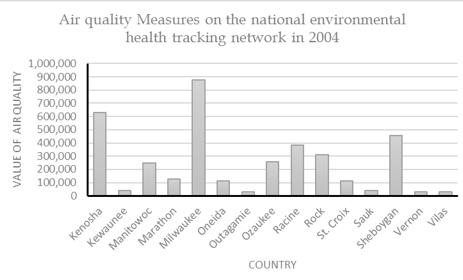 Air quality Measures on the national environmental
health tracking network in 2004
VALUE OF AIRQUALITY
1,000,000
900,000
800,000
700,000
600,000
500,000
400,000
300,000
200,000
100,000
0
Kenosha
Kewaunee
Manitowoc
Marathon
Milwaukee
Oneida
Outagamie
Ozaukee
Racine
Rock
St. Croix
Sauk
Sheboygan
Vernon
Vilas
COUNTRY